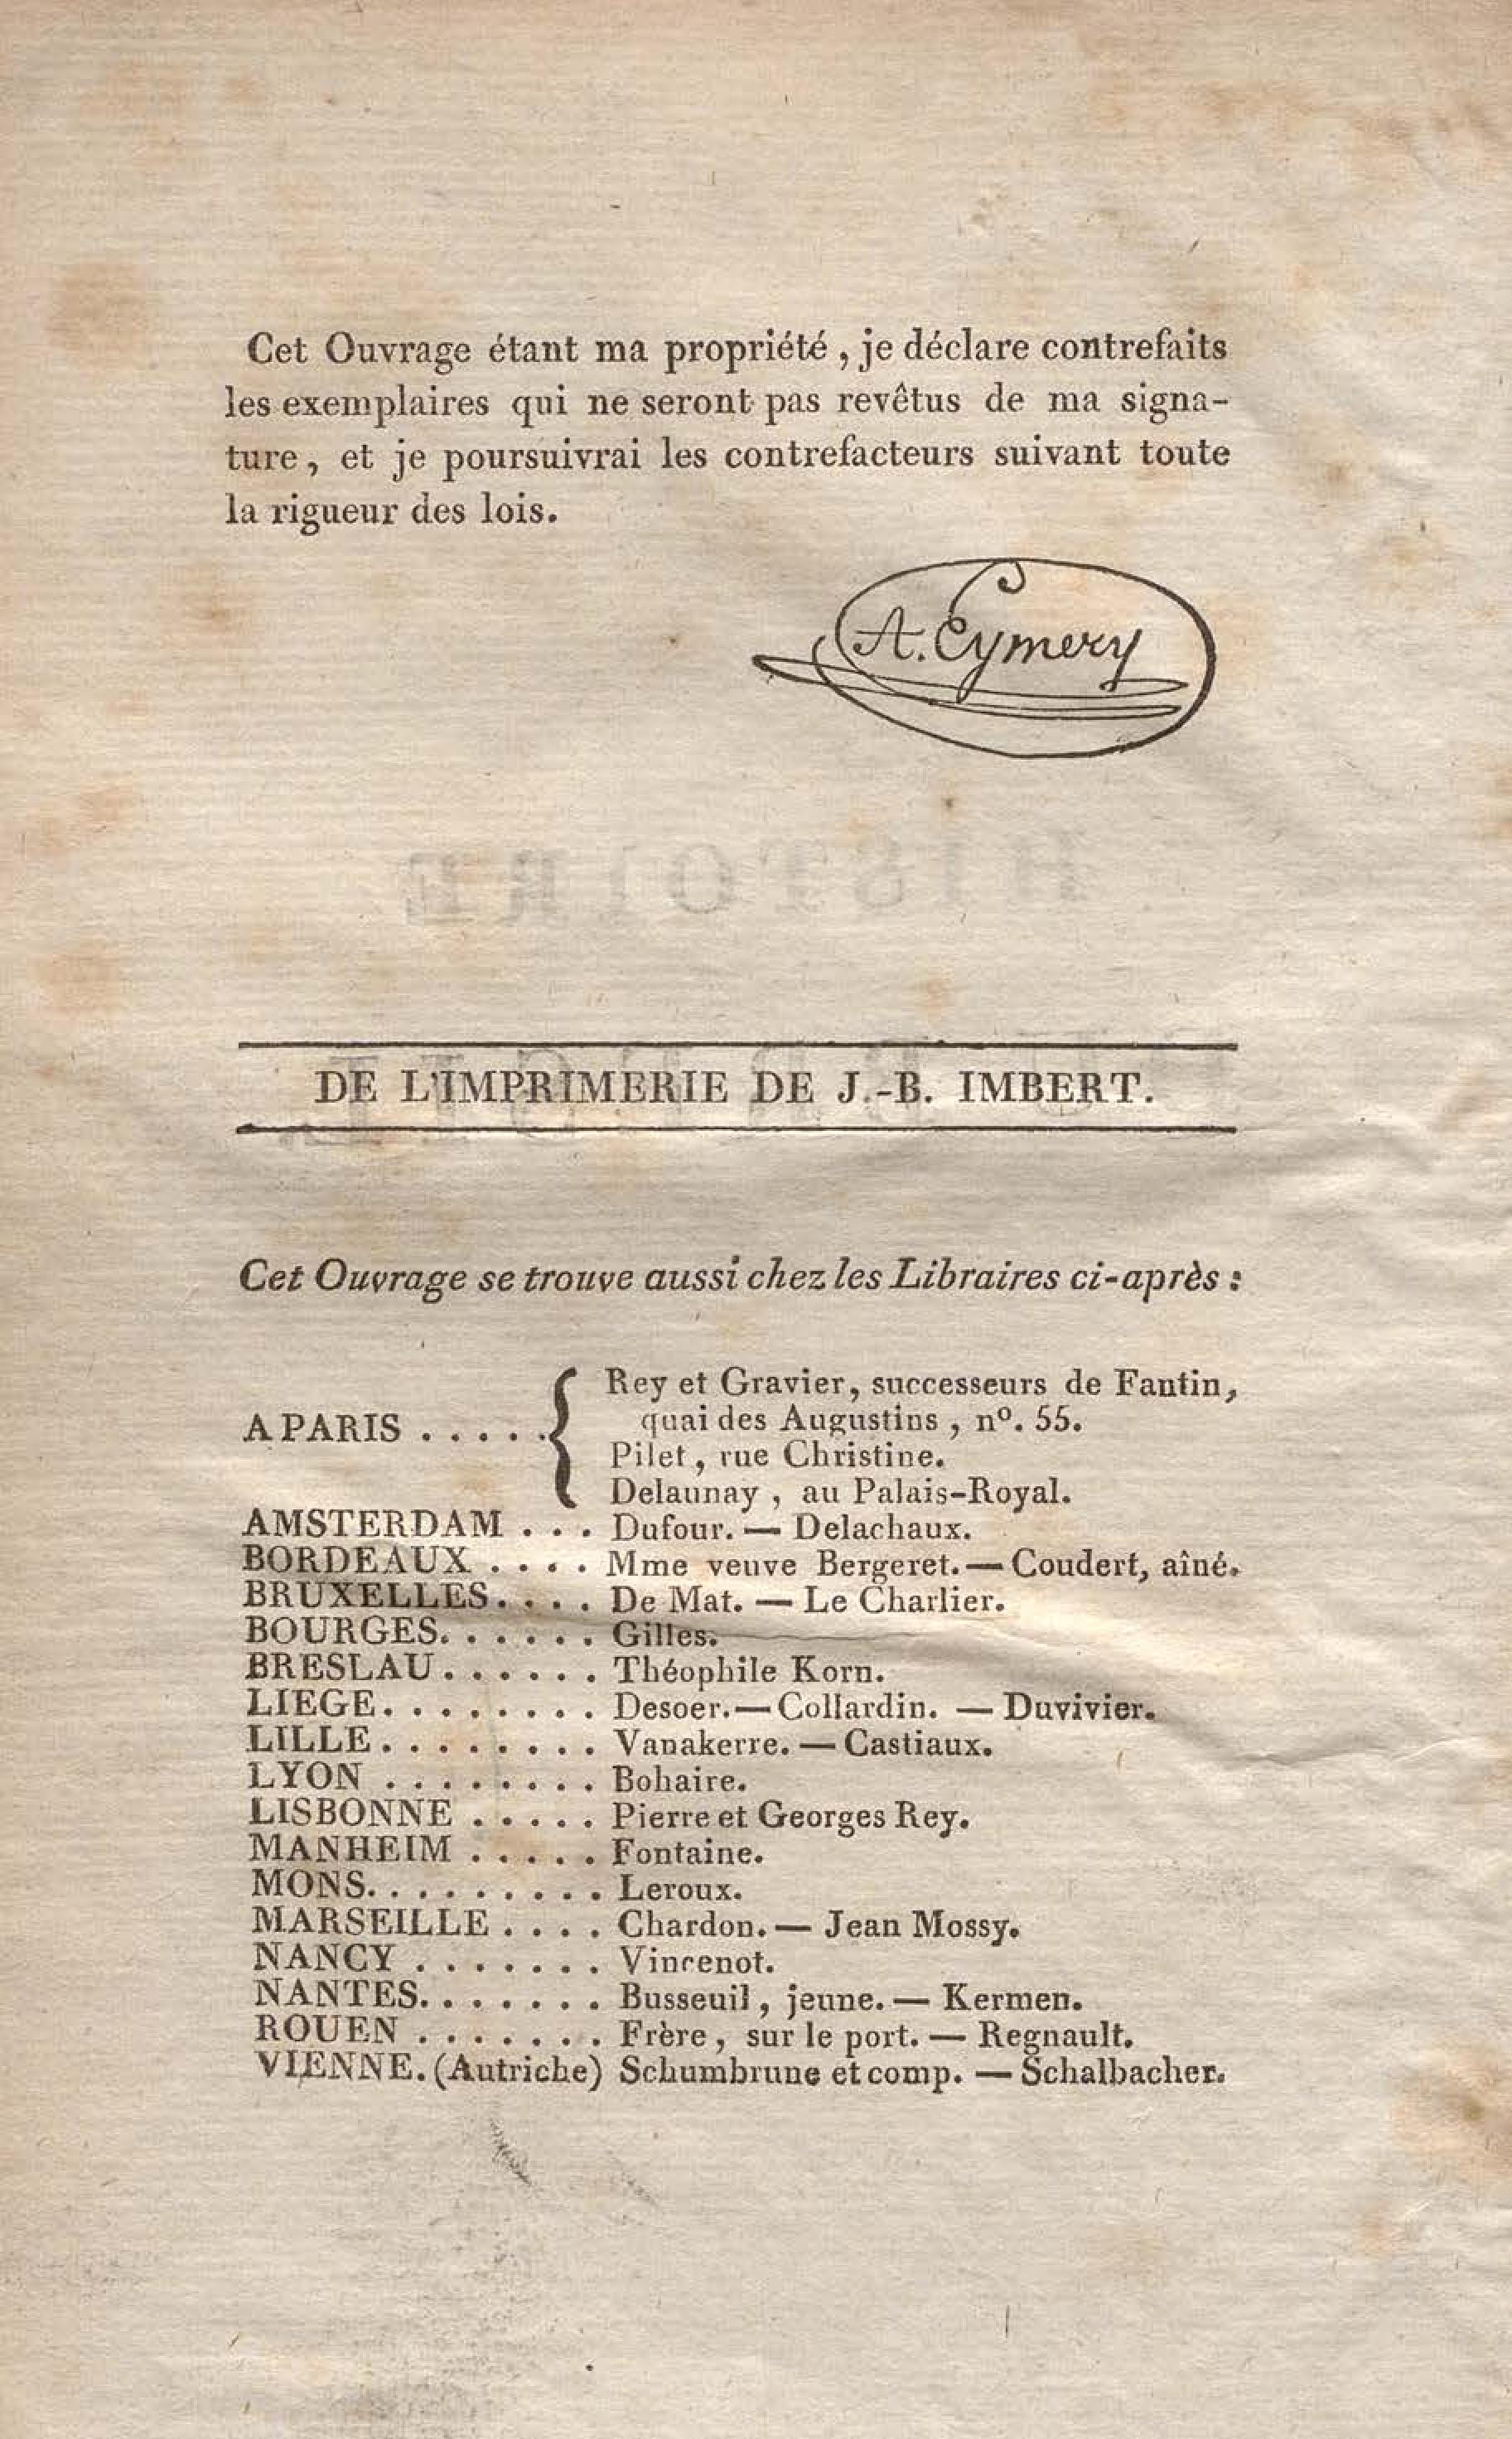 Cet Ouvrage étant ma propriété, je déclare contrefaits
les exemplaires qui ne seront pas revêtus de ma signa-
ture, et je poursuivrai les contrefacteurs suivant toute
la rigueur des lois.
A. Eymery
HISTOIRE
DE L'IMPRIMERIE DE J.-B. IMBERT.
Cet Ouvrage se trouve aussi chez les Libraires ci-après :
A PARIS ..... { Rey et Gravier, successeurs de Fantin,
quai des Augustins, nº. 55.
Pilet, rue Christine.
Delaunay, au Palais-Royal.
AMSTERDAM ... Dufour. — Delachaux.
BORDEAUX .... Mme veuve Bergeret. — Coudert, aîné.
BRUXELLES.... De Mat. — Le Charlier.
BOURGES...... Gilles.
BRESLAU...... Théophile Korn.
LIEGE........ Desoer. — Collardin. — Duvivier.
LILLE........ Vanakerre. — Castiaux.
LYON ........ Bohaire.
LISBONNE ..... Pierre et Georges Rey.
MANHEIM ..... Fontaine.
MONS......... Leroux.
MARSEILLE .... Chardon. — Jean Mossy.
NANCY ....... Vincenot.
NANTES....... Busseuil, jeune. — Kermen.
ROUEN ....... Frère, sur le port. — Regnault.
VIENNE. (Autriche) Schumbrune et comp. — Schalbacher.